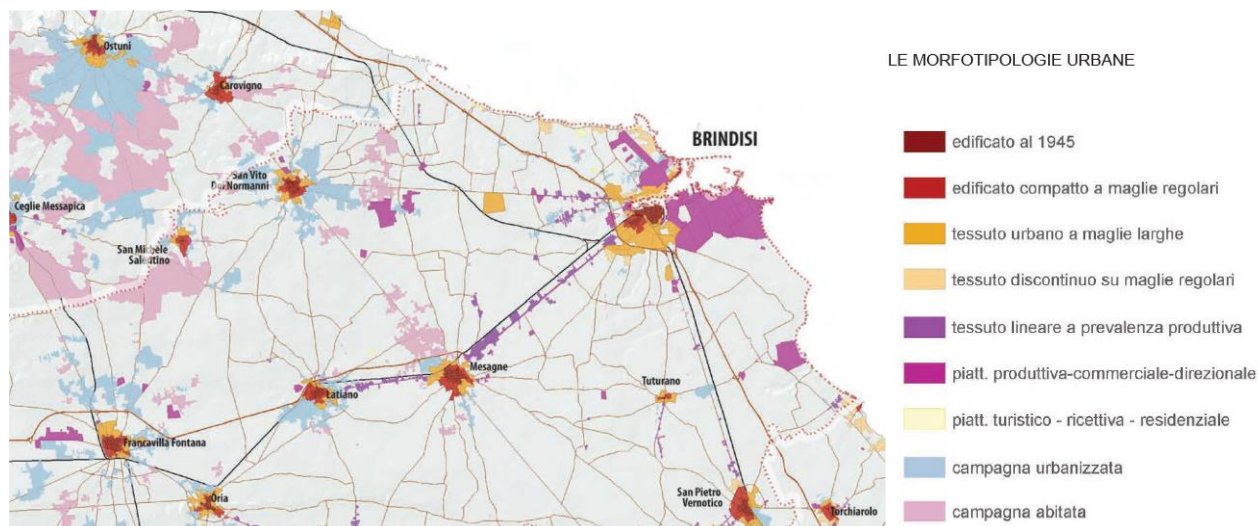 Ostuni
Carovigno
BRINDISI
San Vito
Dei Normanni
Ceglie Messapica
San Michele
Salentino
Mesagne
Latiano
Tuturano
Francavilla Fontana
Oria
San Pietro
Vernotico
Torchiarolo
LE MORFOTIPOLOGIE URBANE
edificato al 1945
edificato compatto a maglie regolari
tessuto urbano a maglie larghe
tessuto discontinuo su maglie regolari
tessuto lineare a prevalenza produttiva
piatt. produttiva-commerciale-direzionale
piatt. turistico - ricettiva - residenziale
campagna urbanizzata
campagna abitata